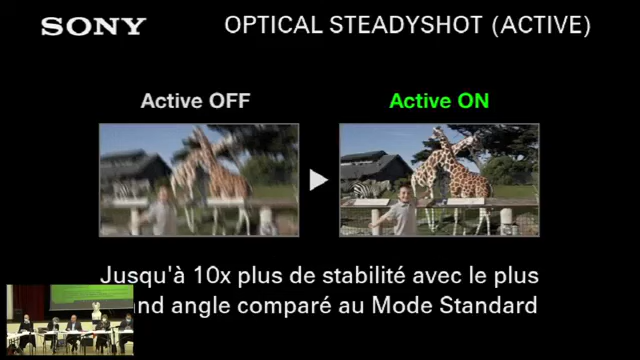 SONY
OPTICAL STEADYSHOT (ACTIVE)
Active OFF
Active ON
Jusqu'à 10x plus de stabilité avec le plus
and angle comparé au Mode Standard